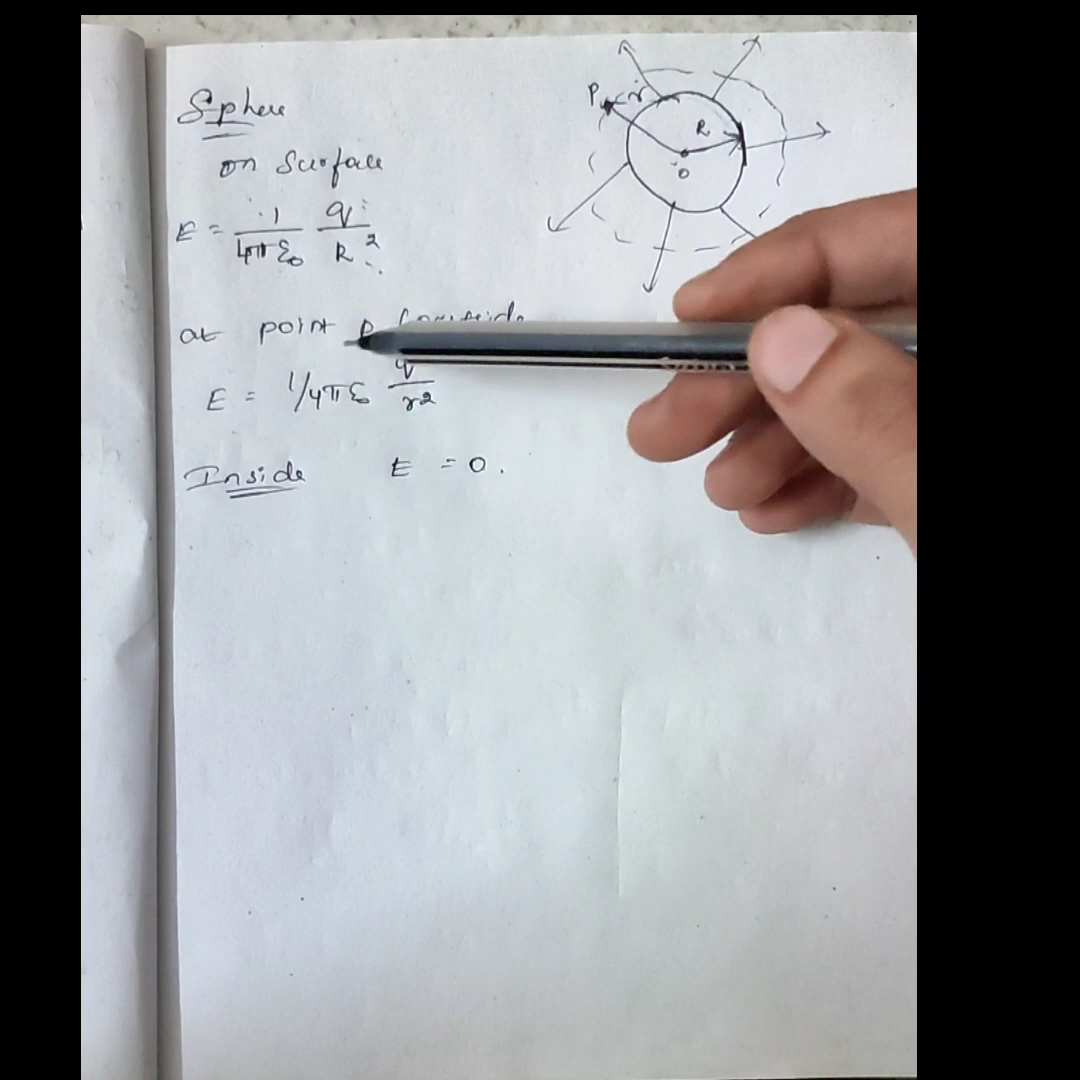 Sphere
on Surface
E = 1/4πε₀ q/R²
at point P
E = 1/4πε₀ q/r²
Inside E = 0.
P r
R
O